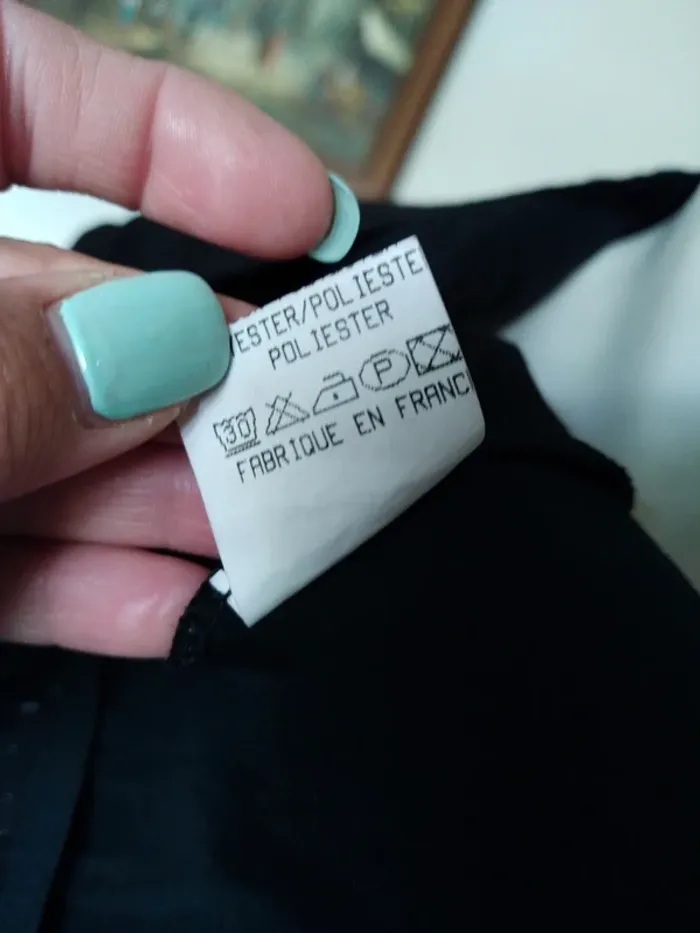 ESTER/POLIESTE
POLIESTER
30 P
FABRIQUE EN FRANC